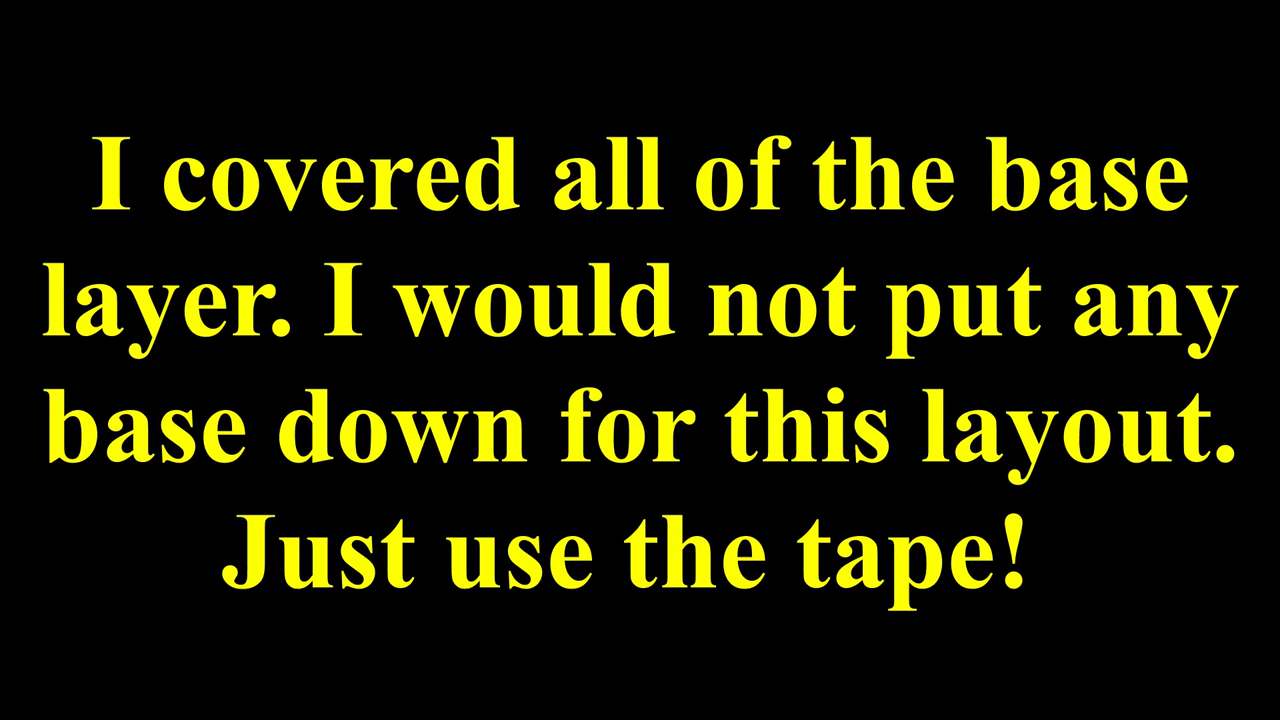 I covered all of the base
layer. I would not put any
base down for this layout.
Just use the tape!